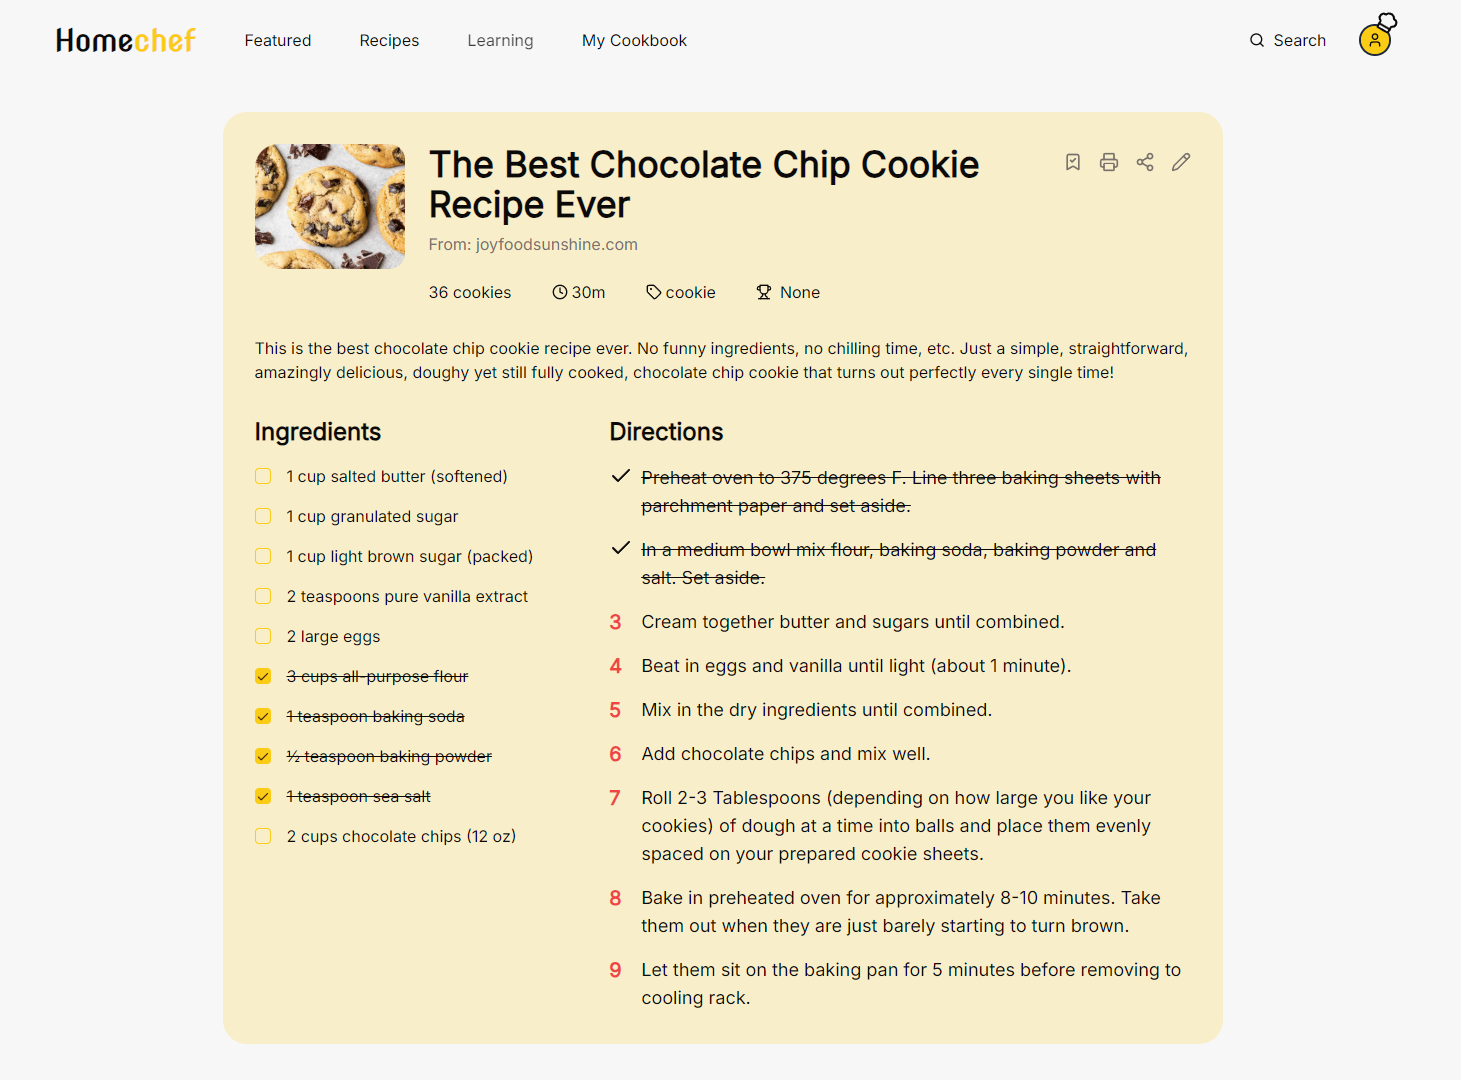 Homechef
Featured
Recipes
Learning
My Cookbook
Search
The Best Chocolate Chip Cookie
Recipe Ever
From: joyfoodsunshine.com
36 cookies
30m
cookie
None
This is the best chocolate chip cookie recipe ever. No funny ingredients, no chilling time, etc. Just a simple, straightforward,
amazingly delicious, doughy yet still fully cooked, chocolate chip cookie that turns out perfectly every single time!
Ingredients
1 cup salted butter (softened)
1 cup granulated sugar
1 cup light brown sugar (packed)
2 teaspoons pure vanilla extract
2 large eggs
3 cups all-purpose flour
1 teaspoon baking soda
½ teaspoon baking powder
1 teaspoon sea salt
2 cups chocolate chips (12 oz)
Directions
Preheat oven to 375 degrees F. Line three baking sheets with
parchment paper and set aside.
In a medium bowl mix flour, baking soda, baking powder and
salt. Set aside.
3 Cream together butter and sugars until combined.
4 Beat in eggs and vanilla until light (about 1 minute).
5 Mix in the dry ingredients until combined.
6 Add chocolate chips and mix well.
7 Roll 2-3 Tablespoons (depending on how large you like your
cookies) of dough at a time into balls and place them evenly
spaced on your prepared cookie sheets.
8 Bake in preheated oven for approximately 8-10 minutes. Take
them out when they are just barely starting to turn brown.
9 Let them sit on the baking pan for 5 minutes before removing to
cooling rack.